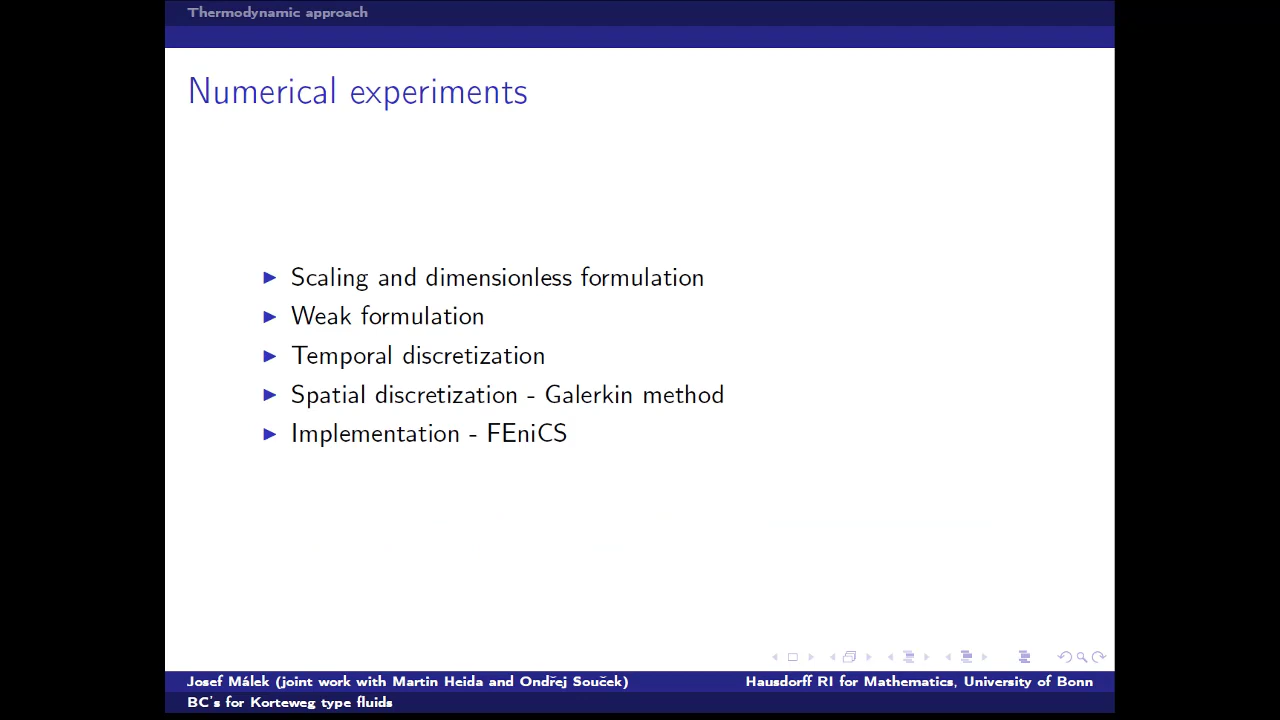 Thermodynamic approach
Numerical experiments
Scaling and dimensionless formulation
Weak formulation
Temporal discretization
Spatial discretization - Galerkin method
Implementation - FEniCS
Josef Málek (joint work with Martin Heida and Ondřej Souček)
Hausdorff RI for Mathematics, University of Bonn
BC's for Korteweg type fluids